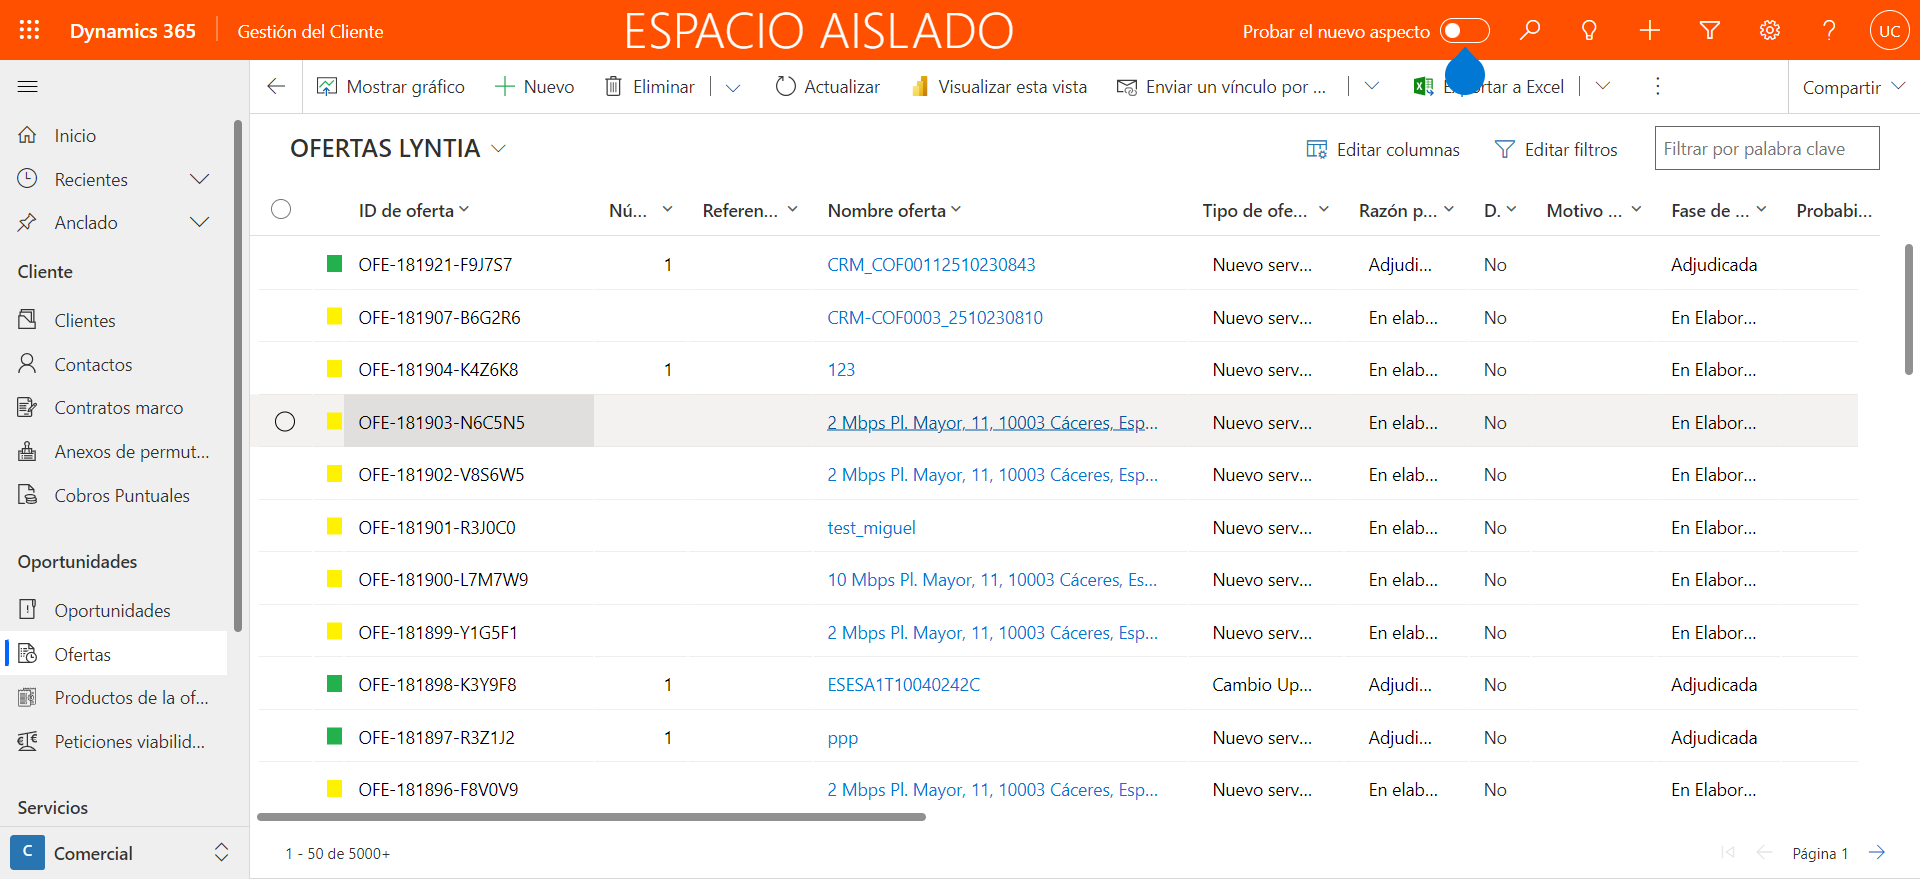 Dynamics 365 Gestión del Cliente ESPACIO AISLADO Probar el nuevo aspecto UC
Mostrar gráfico Nuevo Eliminar Actualizar Visualizar esta vista Enviar un vínculo por ... a Excel Compartir
Inicio
Recientes
Anclado
Cliente
Clientes
Contactos
Contratos marco
Anexos de permut...
Cobros Puntuales
Oportunidades
Oportunidades
Ofertas
Productos de la of...
Peticiones viabilid...
Servicios
C Comercial
OFERTAS LYNTIA Editar columnas Editar filtros Filtrar por palabra clave
ID de oferta Nú... Referen... Nombre oferta Tipo de ofe... Razón p... D. Motivo ... Fase de ... Probabi...
OFE-181921-F9J7S7 1 CRM_COF00112510230843 Nuevo serv... Adjudi... No Adjudicada
OFE-181907-B6G2R6 CRM-COF0003_2510230810 Nuevo serv... En elab... No En Elabor...
OFE-181904-K4Z6K8 1 123 Nuevo serv... En elab... No En Elabor...
OFE-181903-N6C5N5 2 Mbps Pl. Mayor, 11, 10003 Cáceres, Esp... Nuevo serv... En elab... No En Elabor...
OFE-181902-V8S6W5 2 Mbps Pl. Mayor, 11, 10003 Cáceres, Esp... Nuevo serv... En elab... No En Elabor...
OFE-181901-R3J0C0 test_miguel Nuevo serv... En elab... No En Elabor...
OFE-181900-L7M7W9 10 Mbps Pl. Mayor, 11, 10003 Cáceres, Es... Nuevo serv... En elab... No En Elabor...
OFE-181899-Y1G5F1 2 Mbps Pl. Mayor, 11, 10003 Cáceres, Esp... Nuevo serv... En elab... No En Elabor...
OFE-181898-K3Y9F8 1 ESESA1T10040242C Cambio Up... Adjudi... No Adjudicada
OFE-181897-R3Z1J2 1 ppp Nuevo serv... Adjudi... No Adjudicada
OFE-181896-F8V0V9 2 Mbps Pl. Mayor, 11, 10003 Cáceres, Esp... Nuevo serv... En elab... No En Elabor...
1 - 50 de 5000+ Página 1